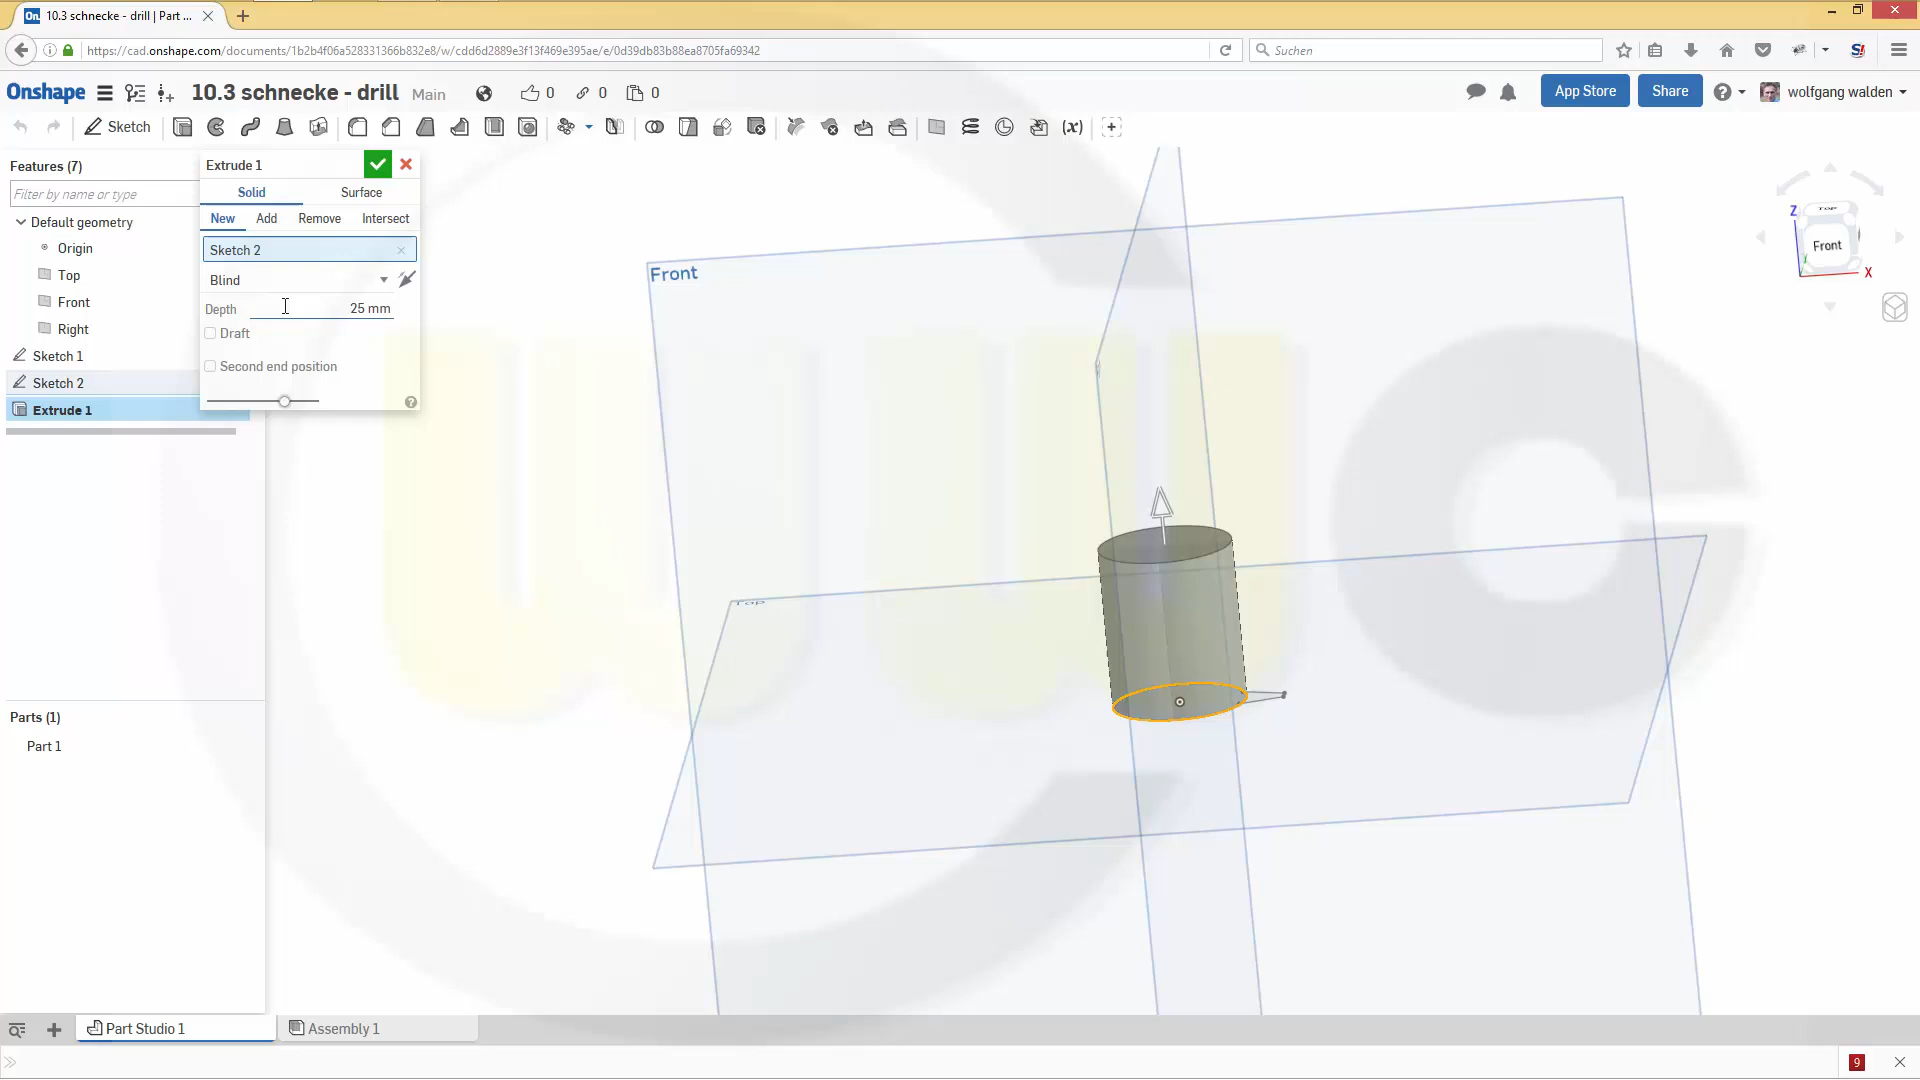 10.3 schnecke - drill | Part ...
https://cad.onshape.com/documents/1b2b4f06a528331366b832e8/w/cdd6d2889e3f13f469e395ae/e/0d39db83b88ea8705fa69342
Suchen
Onshape 10.3 schnecke - drill Main 0 0 0 App Store Share wolfgang walden
Sketch (x)
Features (7)
Filter by name or type
Default geometry
Origin
Top
Front
Right
Sketch 1
Sketch 2
Extrude 1
Extrude 1
Solid Surface
New Add Remove Intersect
Sketch 2
Blind
Depth 25 mm
Draft
Second end position
Front
Top
Z
TOP
Front
X
Parts (1)
Part 1
Part Studio 1 Assembly 1
9